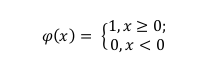 φ(x) = {1, x ≥ 0;
0, x < 0